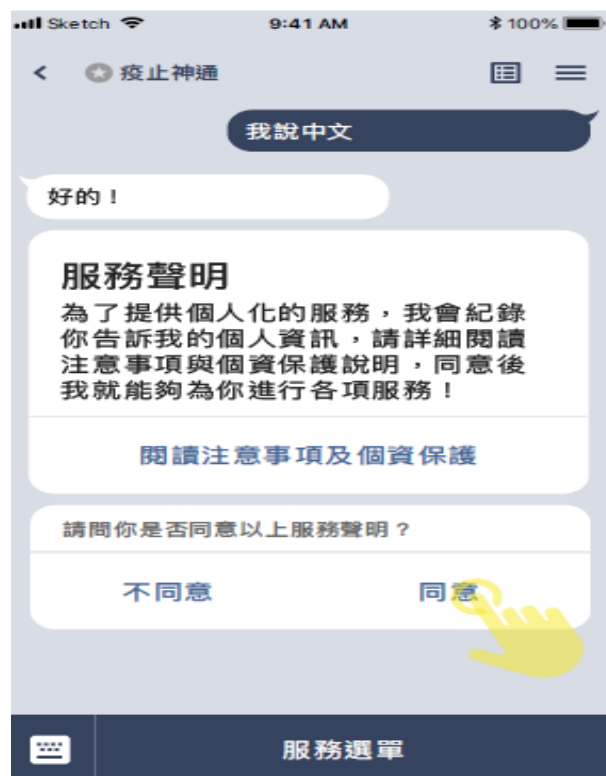 Sketch 9:41 AM 100%
疫止神通
我說中文
好的！
服務聲明
為了提供個人化的服務，我會紀錄
你告訴我的個人資訊，請詳細閱讀
注意事項與個資保護說明，同意後
我就能夠為你進行各項服務！
閱讀注意事項及個資保護
請問你是否同意以上服務聲明？
不同意 同意
服務選單